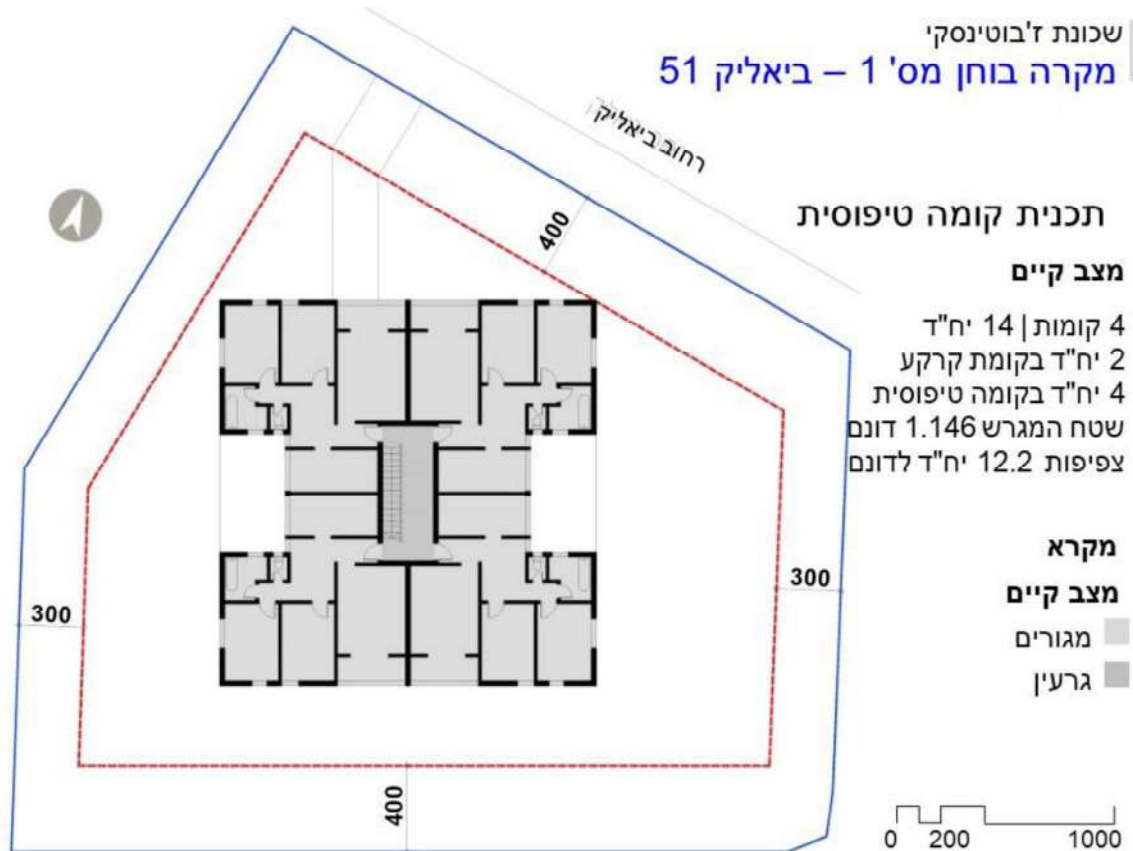 שכונת ז'בוטינסקי
מקרה בוחן מס' 1 – ביאליק 51
רחוב ביאליק
תכנית קומה טיפוסית
מצב קיים
4 קומות | 14 יח"ד
2 יח"ד בקומת קרקע
4 יח"ד בקומה טיפוסית
שטח המגרש 1.146 דונם
צפיפות 12.2 יח"ד לדונם
מקרא
מצב קיים
מגורים
גרעין
400
300
300
400
0 200 1000